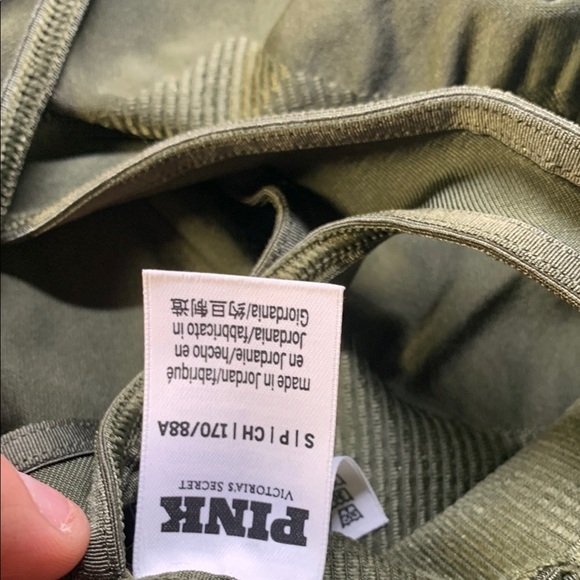 PINK
VICTORIA'S SECRET
S | P | CH | 170/88A
made in Jordan/fabriqué
en Jordanie/hecho en
Jordania/fabbricato in
Giordania/约旦制造